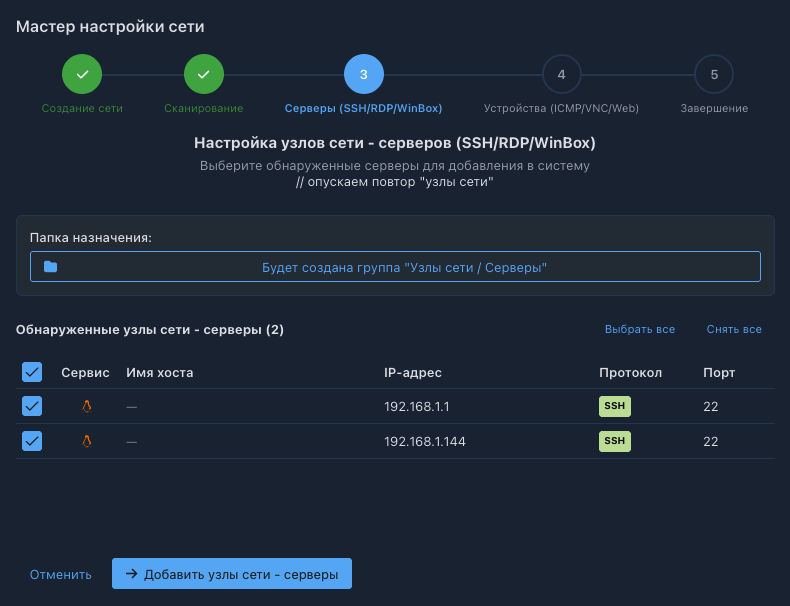 Мастер настройки сети
3 4 5
Создание сети Сканирование Серверы (SSH/RDP/WinBox) Устройства (ICMP/VNC/Web) Завершение
Настройка узлов сети - серверов (SSH/RDP/WinBox)
Выберите обнаруженные серверы для добавления в систему
// опускаем повтор "узлы сети"
Папка назначения:
Будет создана группа "Узлы сети / Серверы"
Обнаруженные узлы сети - серверы (2) Выбрать все Снять все
Сервис Имя хоста IP-адрес Протокол Порт
— 192.168.1.1 SSH 22
— 192.168.1.144 SSH 22
Отменить → Добавить узлы сети - серверы